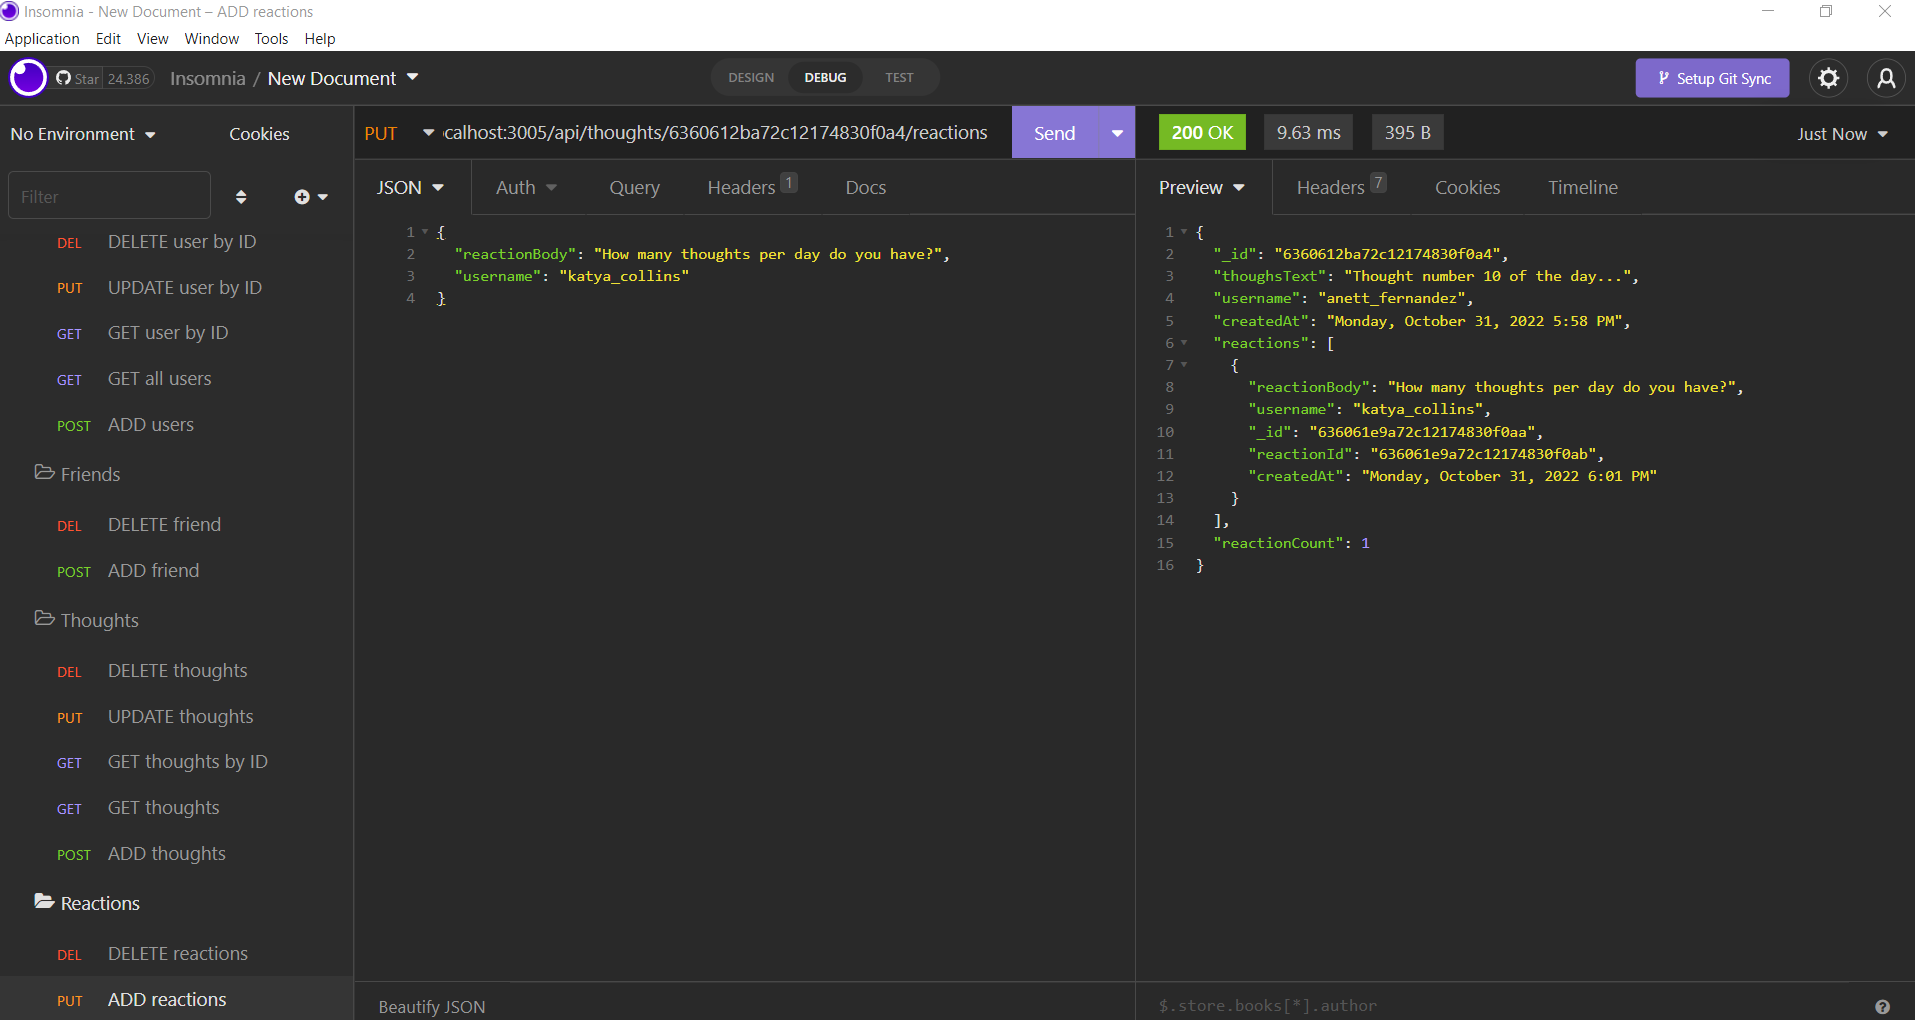 Insomnia - New Document – ADD reactions
Application Edit View Window Tools Help
Star 24.386 Insomnia / New Document DESIGN DEBUG TEST Setup Git Sync
No Environment Cookies
Filter
DEL DELETE user by ID
PUT UPDATE user by ID
GET GET user by ID
GET GET all users
POST ADD users
Friends
DEL DELETE friend
POST ADD friend
Thoughts
DEL DELETE thoughts
PUT UPDATE thoughts
GET GET thoughts by ID
GET GET thoughts
POST ADD thoughts
Reactions
DEL DELETE reactions
PUT ADD reactions
PUT ocalhost:3005/api/thoughts/6360612ba72c12174830f0a4/reactions Send
JSON Auth Query Headers 1 Docs
1 {
2 "reactionBody": "How many thoughts per day do you have?",
3 "username": "katya_collins"
4 }
Beautify JSON
200 OK 9.63 ms 395 B Just Now
Preview Headers 7 Cookies Timeline
1 {
2 "_id": "6360612ba72c12174830f0a4",
3 "thoughsText": "Thought number 10 of the day...",
4 "username": "anett_fernandez",
5 "createdAt": "Monday, October 31, 2022 5:58 PM",
6 "reactions": [
7 {
8 "reactionBody": "How many thoughts per day do you have?",
9 "username": "katya_collins",
10 "_id": "636061e9a72c12174830f0aa",
11 "reactionId": "636061e9a72c12174830f0ab",
12 "createdAt": "Monday, October 31, 2022 6:01 PM"
13 }
14 ],
15 "reactionCount": 1
16 }
$.store.books[*].author ?